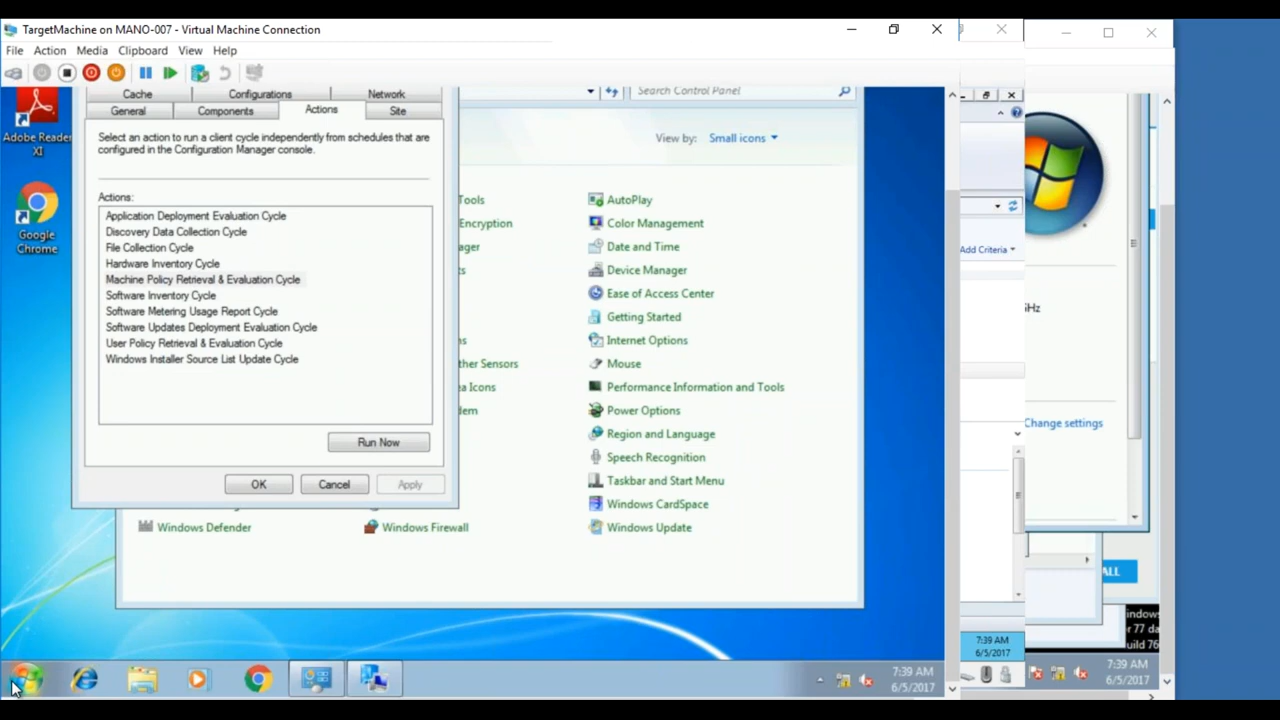 TargetMachine on MANO-007 - Virtual Machine Connection
File Action Media Clipboard View Help
Cache Configurations Network
General Components Actions Site
Select an action to run a client cycle independently from schedules that are
configured in the Configuration Manager console.
Actions:
Application Deployment Evaluation Cycle
Discovery Data Collection Cycle
File Collection Cycle
Hardware Inventory Cycle
Machine Policy Retrieval & Evaluation Cycle
Software Inventory Cycle
Software Metering Usage Report Cycle
Software Updates Deployment Evaluation Cycle
User Policy Retrieval & Evaluation Cycle
Windows Installer Source List Update Cycle
Run Now
OK Cancel Apply
Adobe Reader
XI
Google
Chrome
Search Control Panel
View by: Small icons
Tools
Encryption
ager
ts
ns
ther Sensors
ea Icons
tem
AutoPlay
Color Management
Date and Time
Device Manager
Ease of Access Center
Getting Started
Internet Options
Mouse
Performance Information and Tools
Power Options
Region and Language
Speech Recognition
Taskbar and Start Menu
Windows CardSpace
Windows Defender Windows Firewall Windows Update
7:39 AM
6/5/2017
Add Criteria
7:39 AM
6/5/2017
GHz
Change settings
ALL
indows
r 77 da
uild 76
7:39 AM
6/5/2017